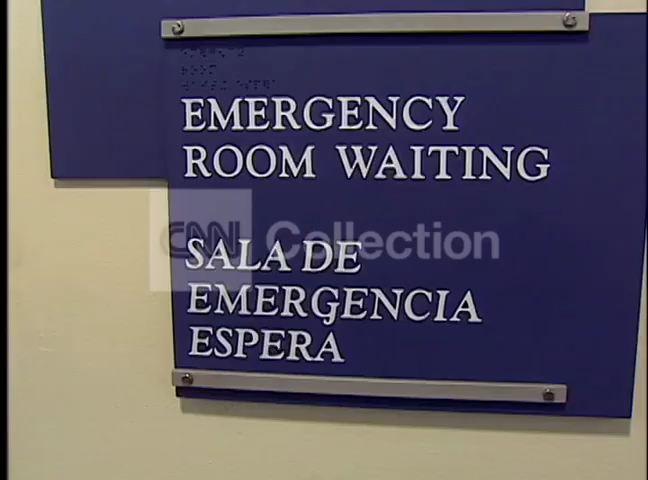 EMERGENCY
ROOM WAITING
CNN Collection
SALA DE
EMERGENCIA
ESPERA